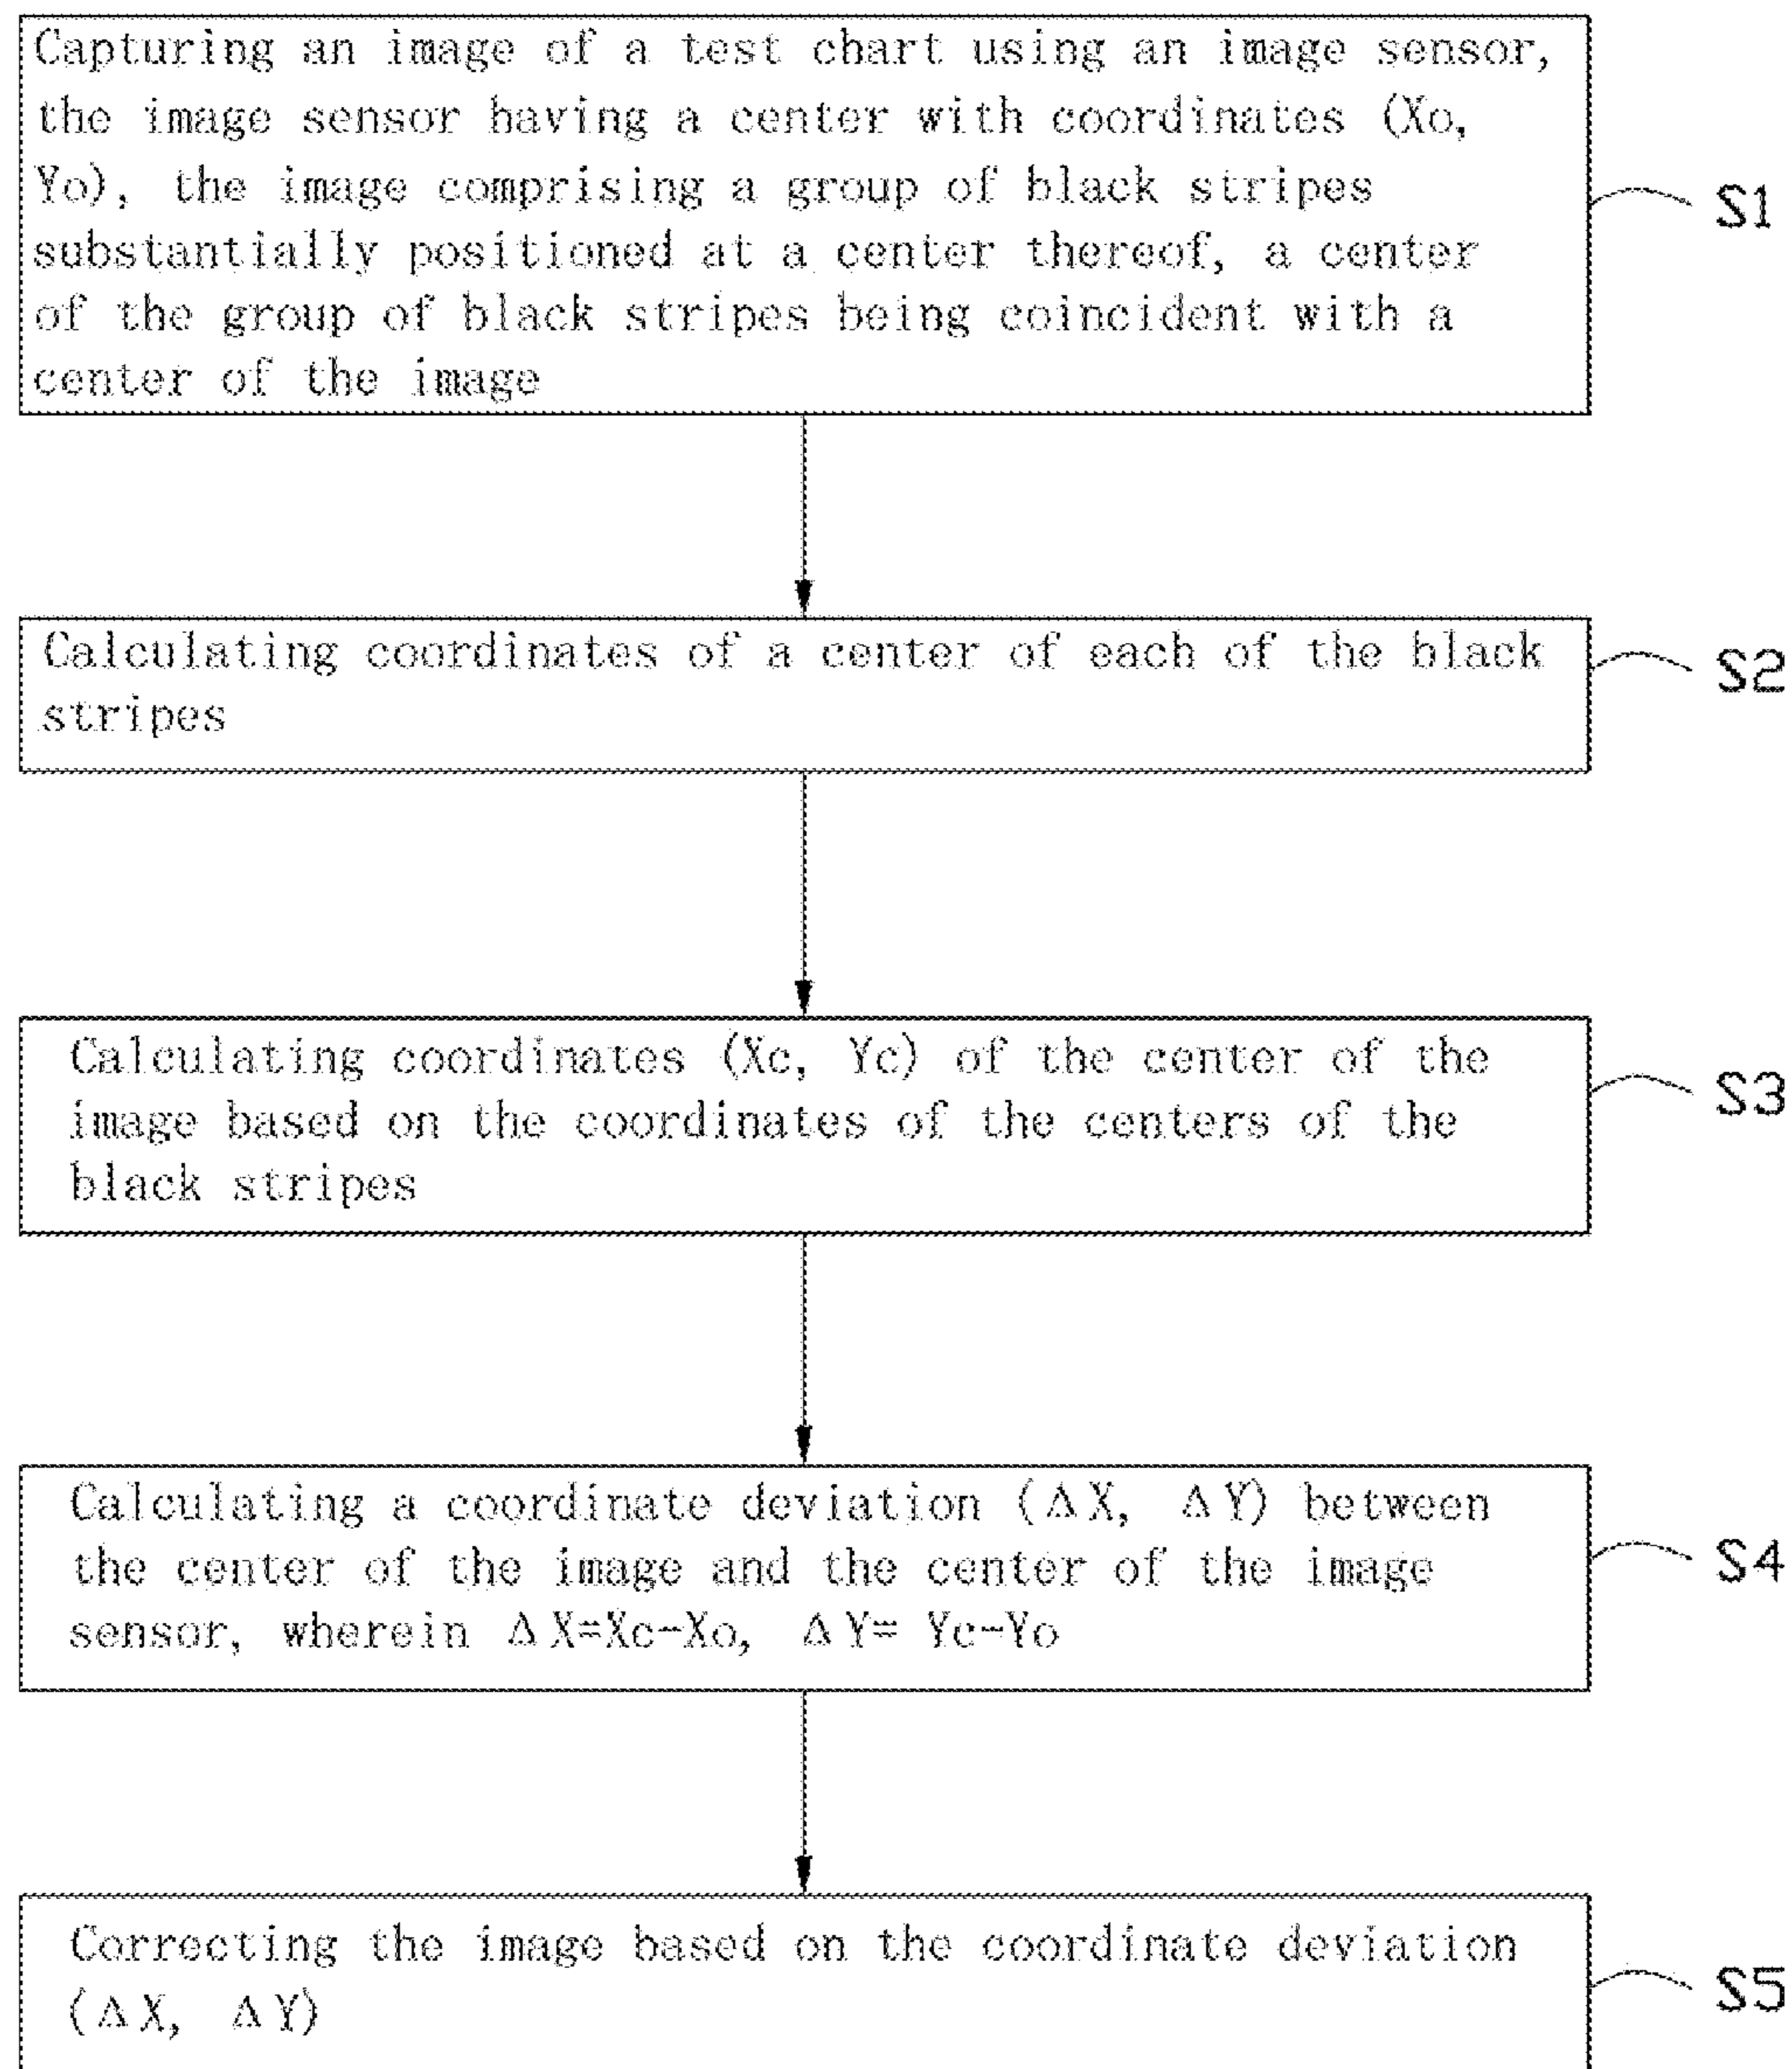 Capturing an image of a test chart using an image sensor,
the image sensor having a center with coordinates (Xo,
Yo), the image comprising a group of black stripes
substantially positioned at a center thereof, a center
of the group of black stripes being coincident with a
center of the image
S1
Calculating coordinates of a center of each of the black
stripes
S2
Calculating coordinates (Xc, Yc) of the center of the
image based on the coordinates of the centers of the
black stripes
S3
Calculating a coordinate deviation (ΔX, ΔY) between
the center of the image and the center of the image
sensor, wherein ΔX=Xc-Xo, ΔY= Yc-Yo
S4
Correcting the image based on the coordinate deviation
(ΔX, ΔY)
S5